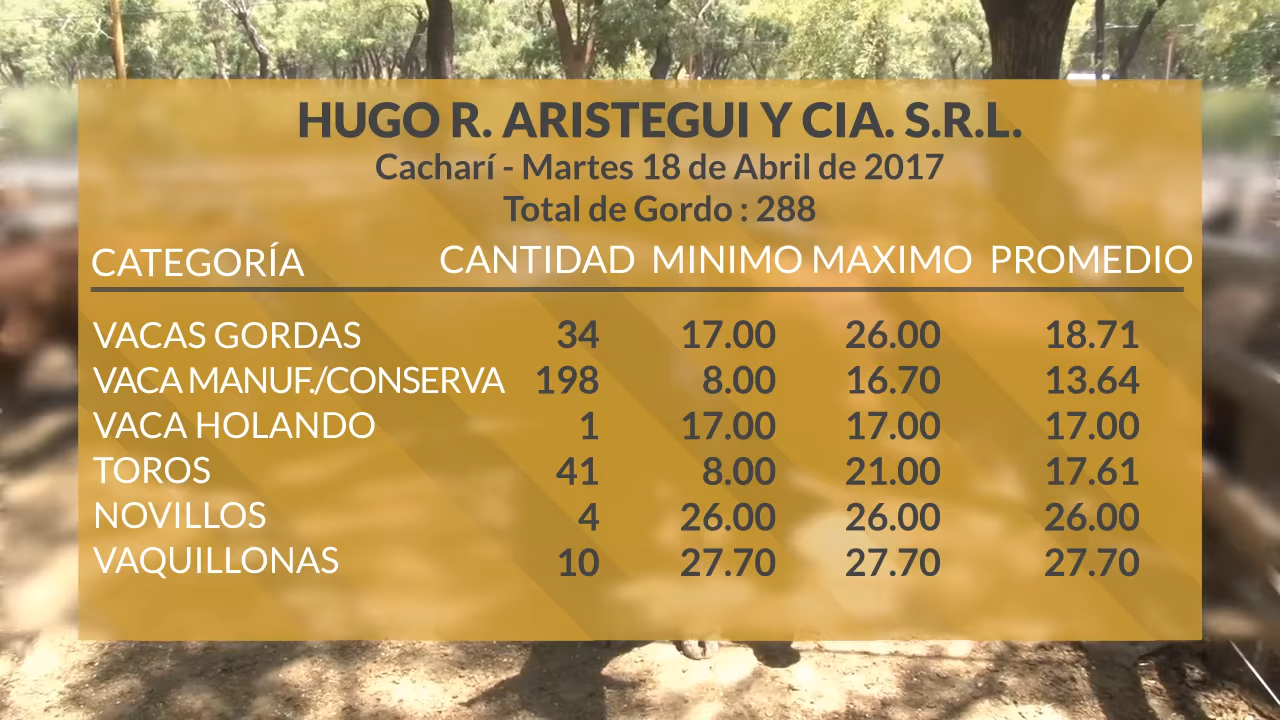 HUGO R. ARISTEGUI Y CIA. S.R.L.
Cacharí - Martes 18 de Abril de 2017
Total de Gordo : 288
CATEGORÍA CANTIDAD MINIMO MAXIMO PROMEDIO
VACAS GORDAS 34 17.00 26.00 18.71
VACA MANUF./CONSERVA 198 8.00 16.70 13.64
VACA HOLANDO 1 17.00 17.00 17.00
TOROS 41 8.00 21.00 17.61
NOVILLOS 4 26.00 26.00 26.00
VAQUILLONAS 10 27.70 27.70 27.70